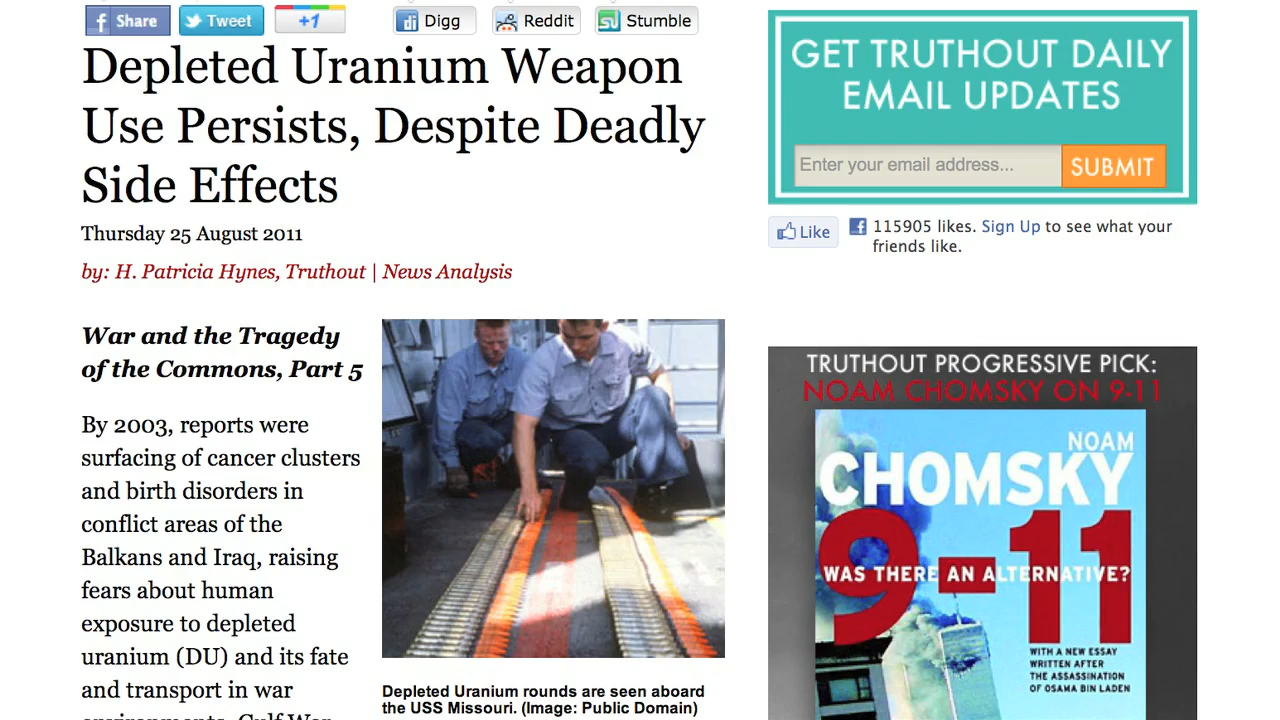 Share
Tweet
+1
Digg
Reddit
Stumble
Depleted Uranium Weapon
Use Persists, Despite Deadly
Side Effects
Thursday 25 August 2011
by: H. Patricia Hynes, Truthout | News Analysis
War and the Tragedy
of the Commons, Part 5
By 2003, reports were
surfacing of cancer clusters
and birth disorders in
conflict areas of the
Balkans and Iraq, raising
fears about human
exposure to depleted
uranium (DU) and its fate
and transport in war
environments. Gulf War
Depleted Uranium rounds are seen aboard
the USS Missouri. (Image: Public Domain)
GET TRUTHOUT DAILY
EMAIL UPDATES
Enter your email address...
SUBMIT
Like
115905 likes. Sign Up to see what your
friends like.
TRUTHOUT PROGRESSIVE PICK:
NOAM CHOMSKY ON 9-11
NOAM
CHOMSKY
9-11
WAS THERE AN ALTERNATIVE?
WITH A NEW ESSAY
WRITTEN AFTER
THE ASSASSINATION
OF OSAMA BIN LADEN